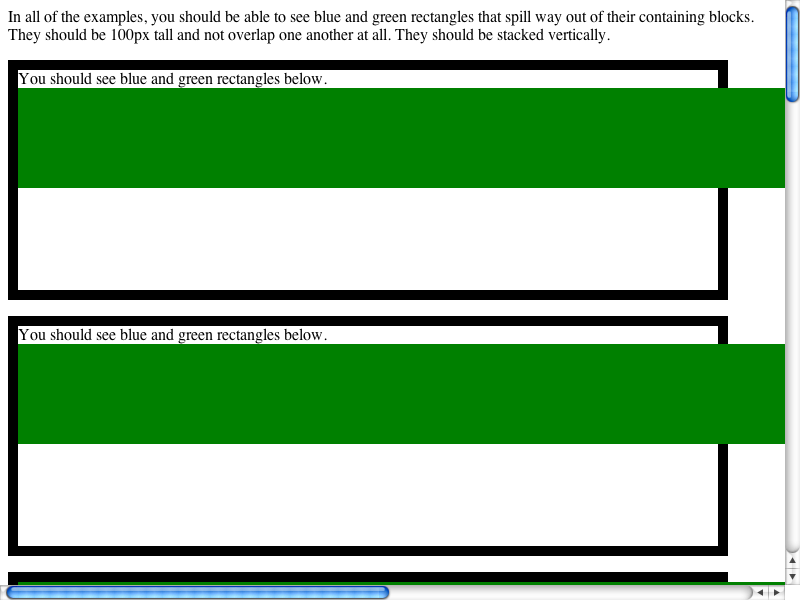 In all of the examples, you should be able to see blue and green rectangles that spill way out of their containing blocks.
They should be 100px tall and not overlap one another at all. They should be stacked vertically.
You should see blue and green rectangles below.
You should see blue and green rectangles below.